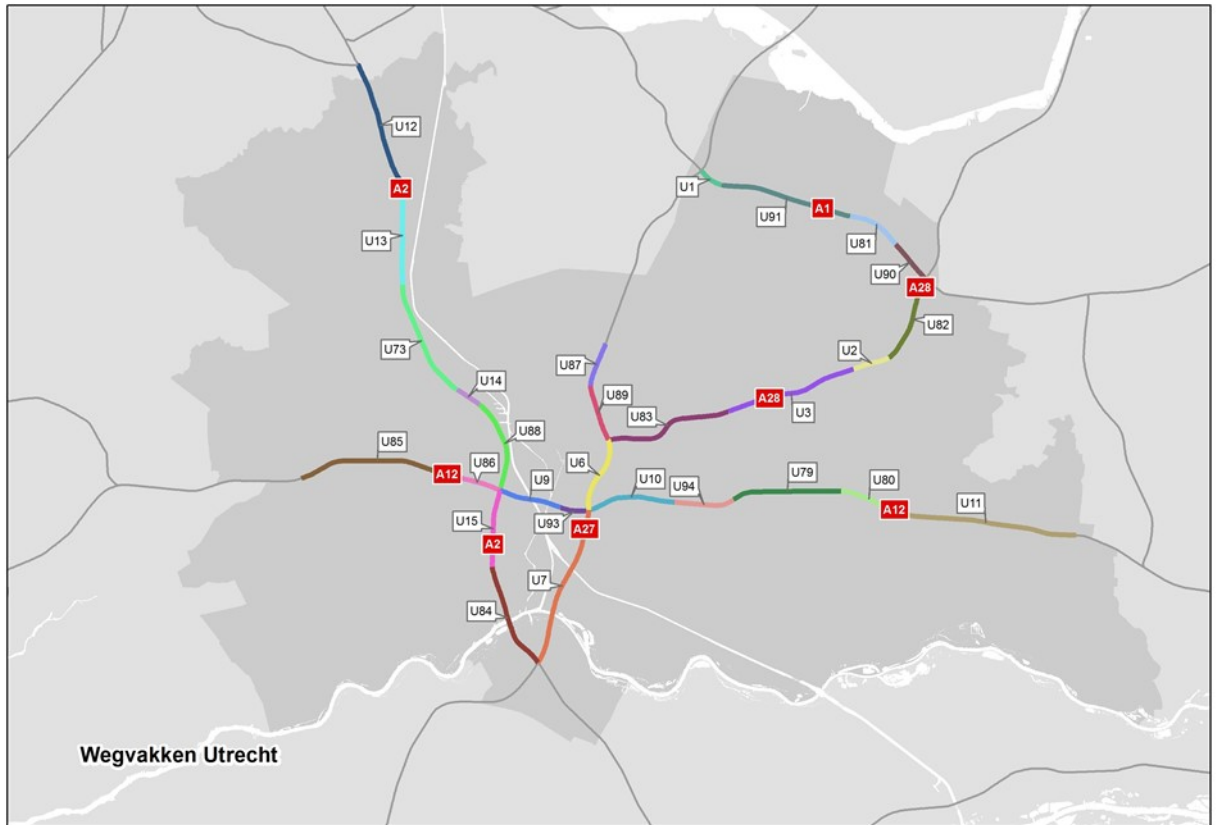 U12
A2
U1
U91
A1
U13
U81
U90
A28
U82
U73
U2
U87
U14
U89
U83
A28
U3
U88
U85
A12
U86
U6
U9
U10
U94
U79
U80
A12
U11
U15
U93
A27
A2
U7
U84
Wegvakken Utrecht